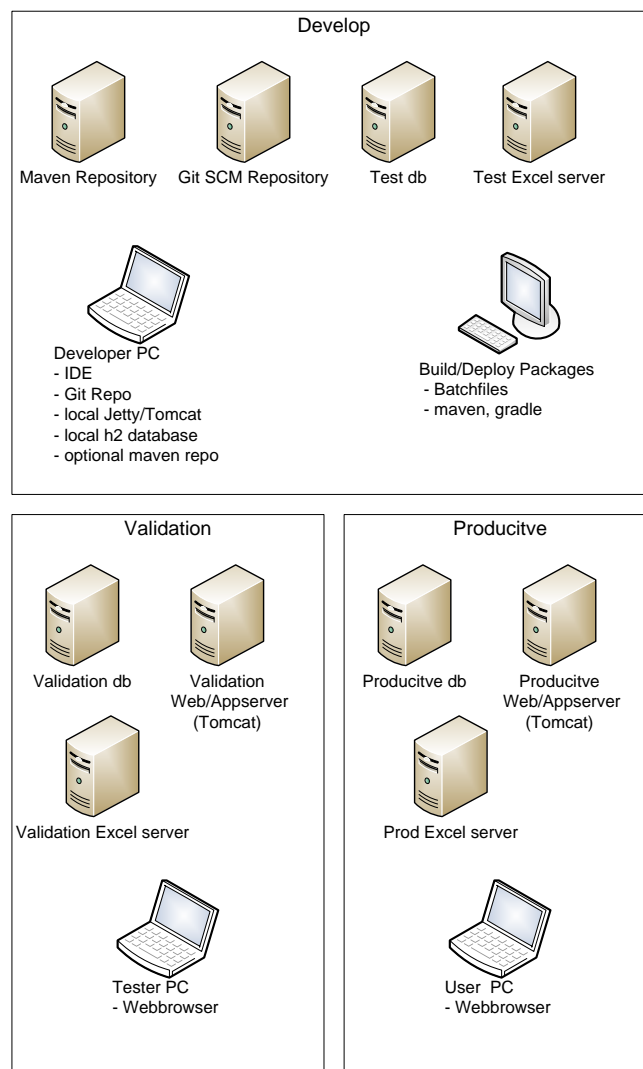 Develop
Maven Repository
Git SCM Repository
Test db
Test Excel server
Developer PC
- IDE
- Git Repo
- local Jetty/Tomcat
- local h2 database
- optional maven repo
Build/Deploy Packages
- Batchfiles
- maven, gradle
Validation
Validation db
Validation
Web/Appserver
(Tomcat)
Validation Excel server
Tester PC
- Webbrowser
Producitve
Producitve db
Producitve
Web/Appserver
(Tomcat)
Prod Excel server
User  PC
- Webbrowser